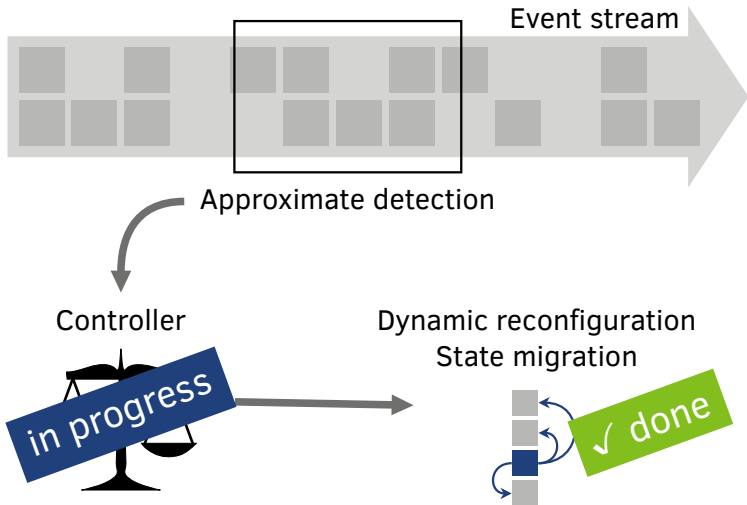 Event stream
Approximate detection
Controller
Dynamic reconfiguration
State migration
in progress
✓ done